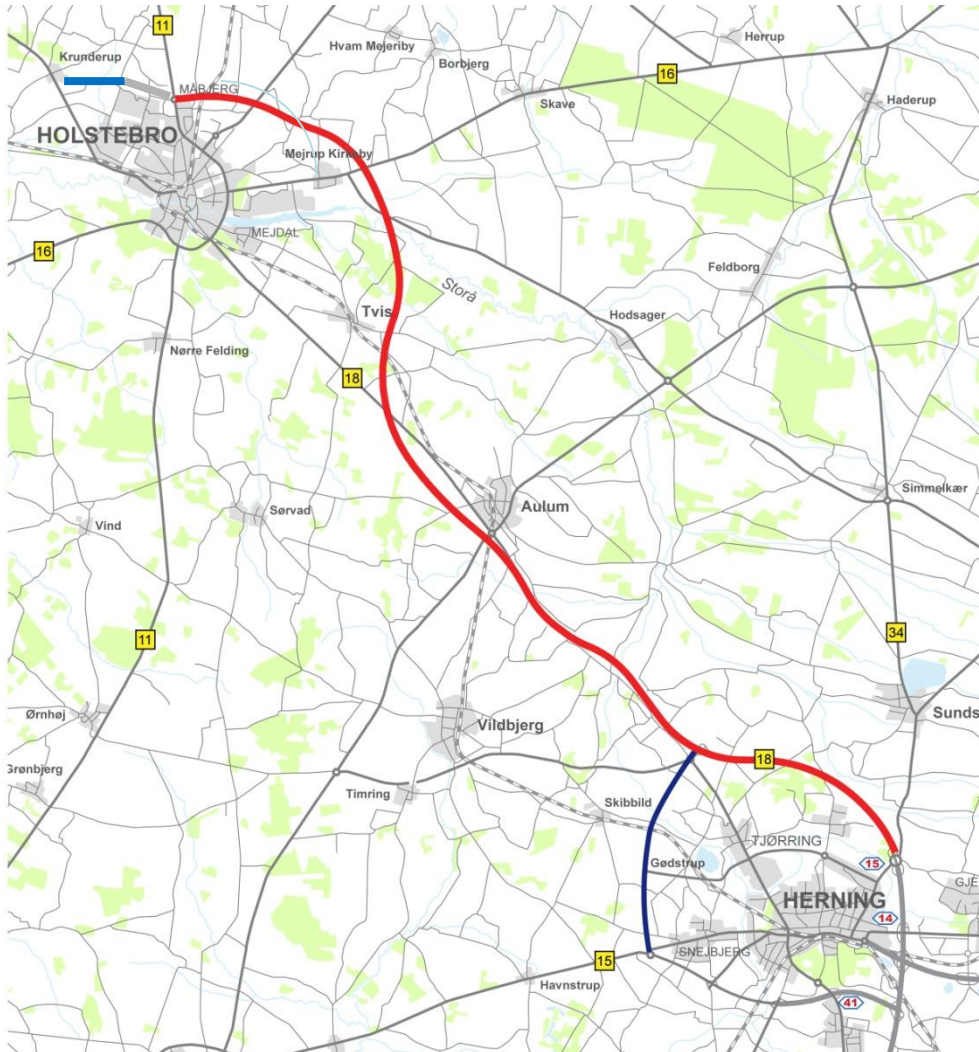 11
Krunderup
Hvam Mejeriby
Herrup
Borbjerg
16
MÅBJERG
Skave
Haderup
HOLSTEBRO
Mejrup Kirkeby
MEJDAL
16
Feldborg
Storå
Tvis
Hodsager
Nørre Felding
18
Simmelkær
Aulum
Sørvad
Vind
11
34
Ørnhøj
Sunds
Vildbjerg
18
Grønbjerg
Timring
Skibbild
TJØRRING
Gødstrup
15
GJE
HERNING
14
SNEJBJERG
15
Havnstrup
41